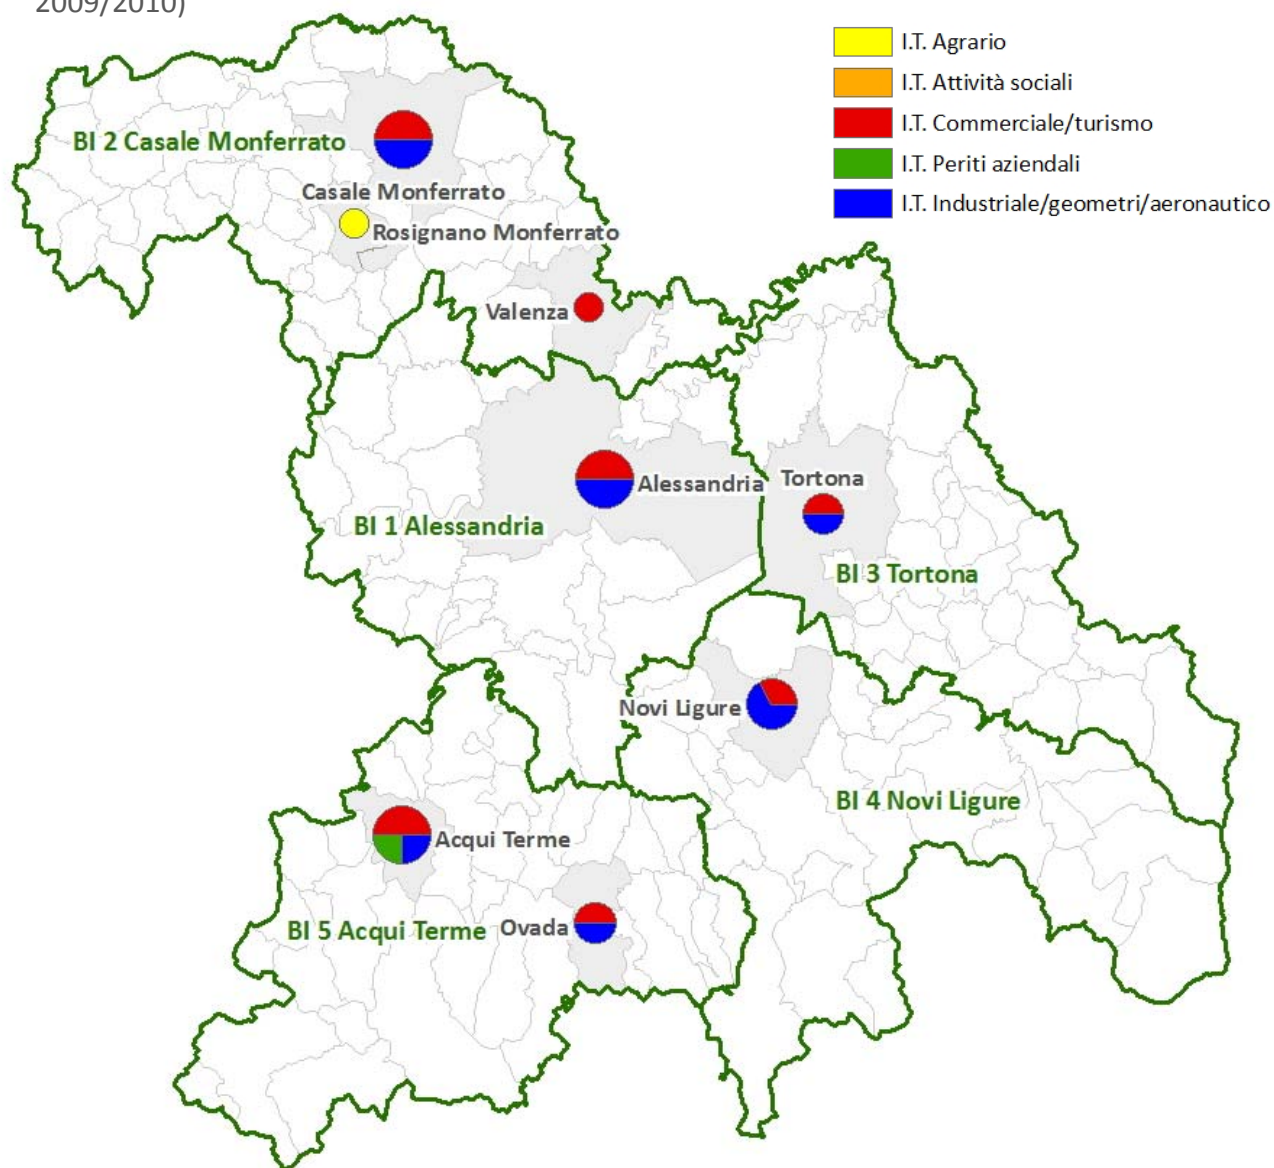 2009/2010)
I.T. Agrario
I.T. Attività sociali
I.T. Commerciale/turismo
I.T. Periti aziendali
I.T. Industriale/geometri/aeronautico
BI 2 Casale Monferrato
Casale Monferrato
Rosignano Monferrato
Valenza
Alessandria
Tortona
BI 1 Alessandria
BI 3 Tortona
Novi Ligure
BI 4 Novi Ligure
Acqui Terme
BI 5 Acqui Terme
Ovada